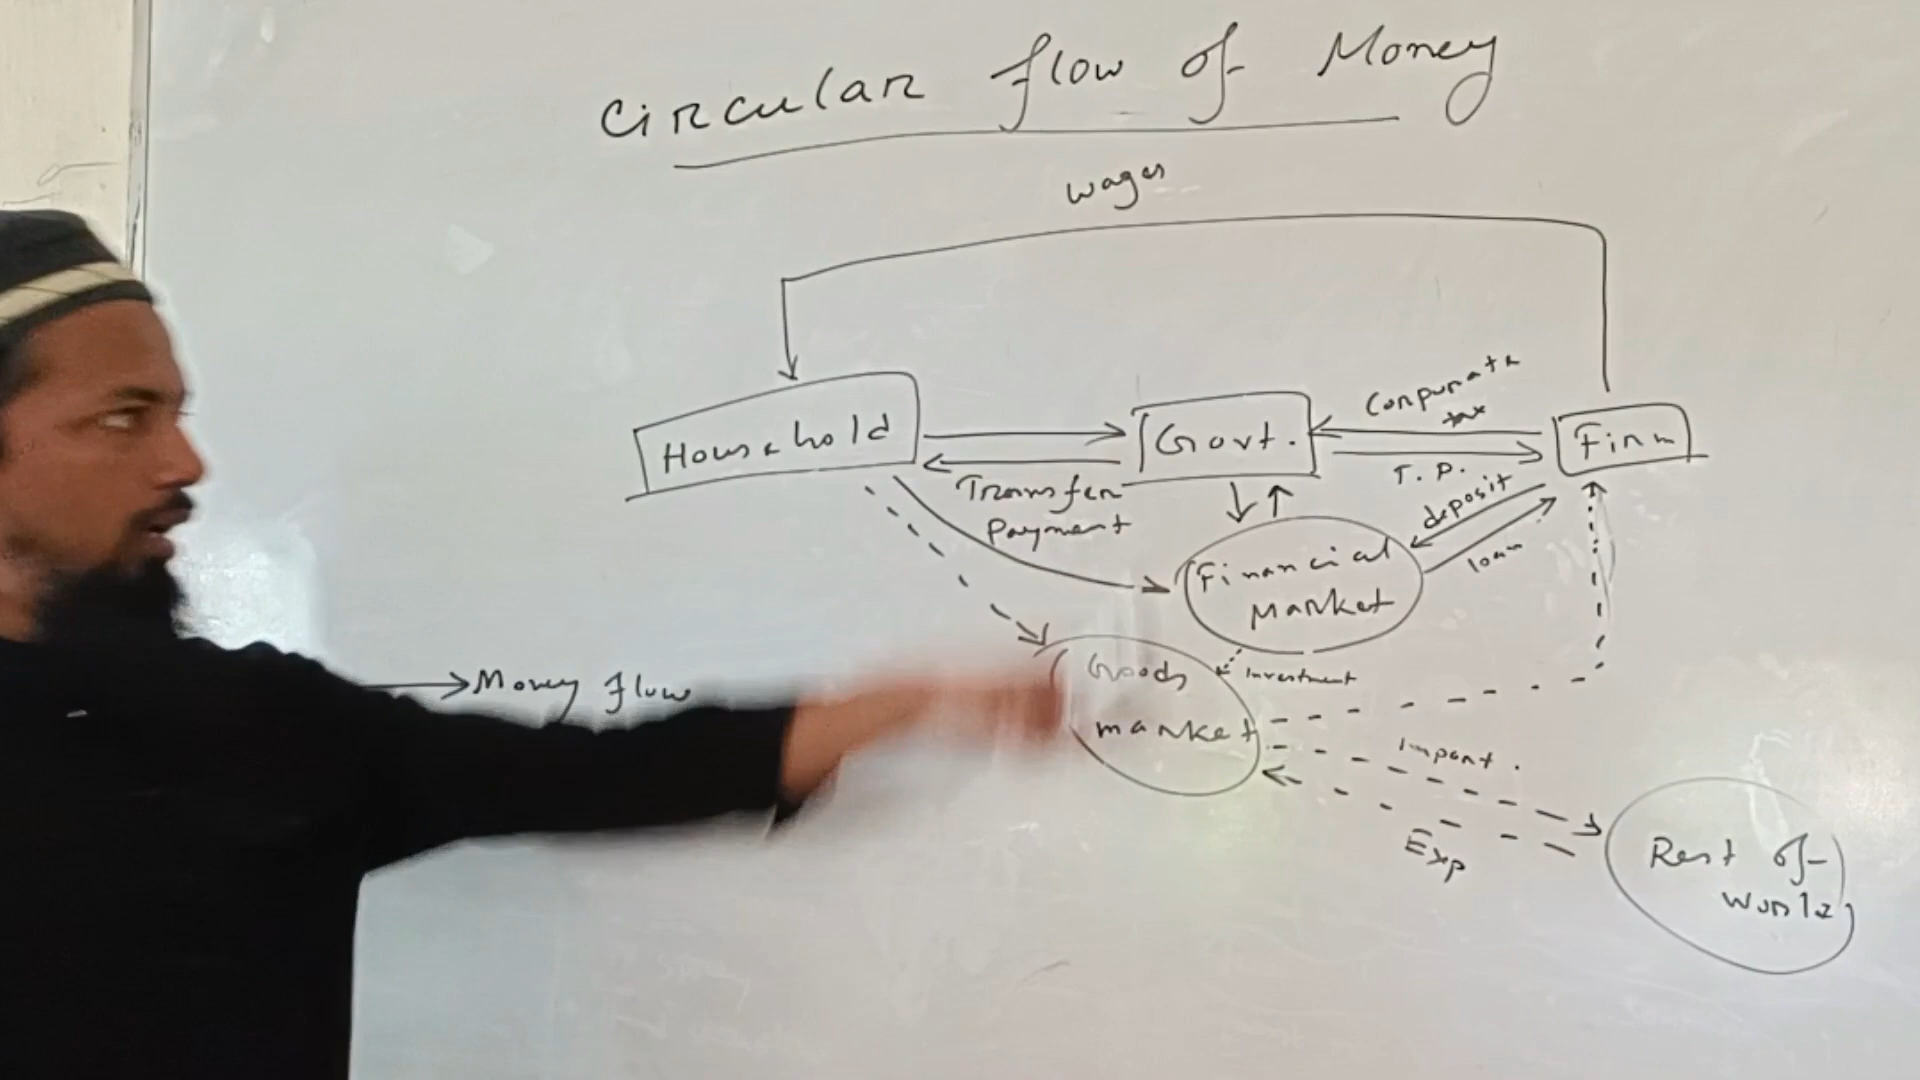 Circular flow of Money
wages
Household
Govt.
Firm
Corporate
tax
T.P.
Transfer
Payment
deposit
loan
Financial
Market
Goods
market
Investment
Money flow
Import.
Exp
Rest of
World